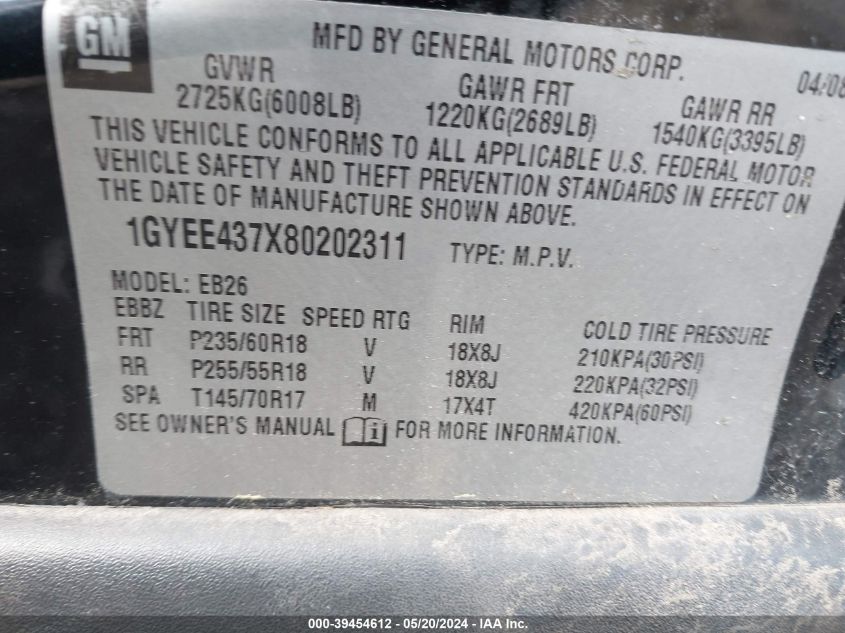 GM
MFD BY GENERAL MOTORS CORP. 04/08
GVWR GAWR FRT GAWR RR
2725KG(6008LB) 1220KG(2689LB) 1540KG(3395LB)
THIS VEHICLE CONFORMS TO ALL APPLICABLE U.S. FEDERAL MOTOR
VEHICLE SAFETY AND THEFT PREVENTION STANDARDS IN EFFECT ON
THE DATE OF MANUFACTURE SHOWN ABOVE.
1GYEE437X80202311 TYPE: M.P.V.
MODEL: EB26
EBBZ TIRE SIZE SPEED RTG RIM COLD TIRE PRESSURE
FRT P235/60R18 V 18X8J 210KPA(30PSI)
RR P255/55R18 V 18X8J 220KPA(32PSI)
SPA T145/70R17 M 17X4T 420KPA(60PSI)
SEE OWNER'S MANUAL i FOR MORE INFORMATION.
000-39454612 - 05/20/2024 - IAA Inc.